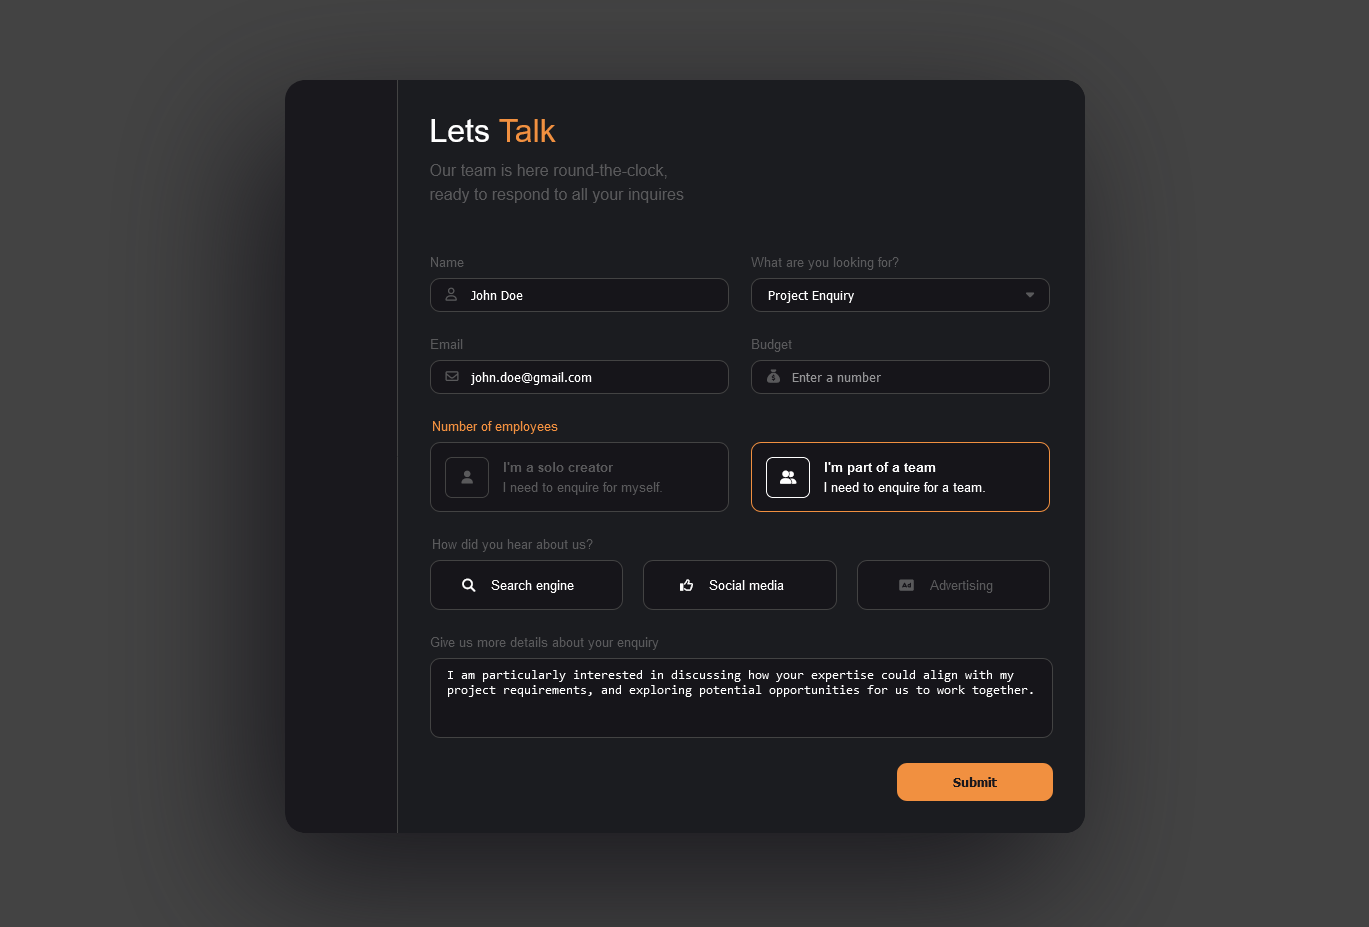 Lets Talk
Our team is here round-the-clock,
ready to respond to all your inquires
Name
What are you looking for?
John Doe
Project Enquiry
Email
Budget
john.doe@gmail.com
Enter a number
Number of employees
I'm a solo creator
I need to enquire for myself.
I'm part of a team
I need to enquire for a team.
How did you hear about us?
Search engine
Social media
Ad
Advertising
Give us more details about your enquiry
I am particularly interested in discussing how your expertise could align with my
project requirements, and exploring potential opportunities for us to work together.
Submit